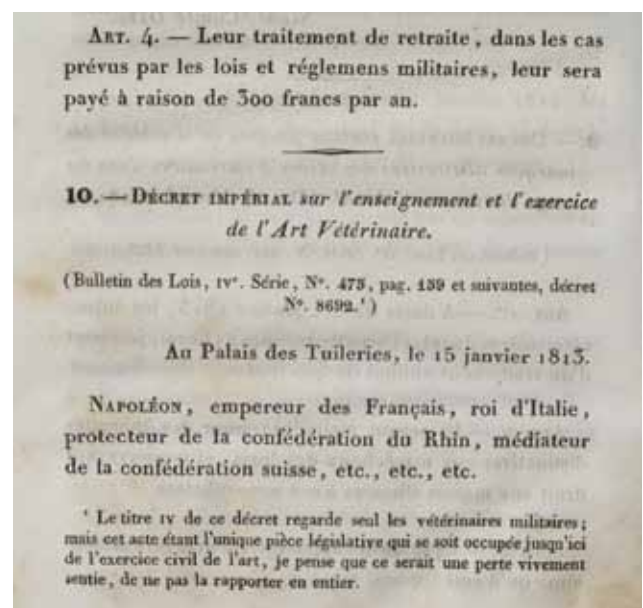 ART. 4. — Leur traitement de retraite, dans les cas
prévus par les lois et réglemens militaires, leur sera
payé à raison de 300 francs par an.
10. — DÉCRET IMPÉRIAL sur l'enseignement et l'exercice
de l'Art Vétérinaire.
(Bulletin des Lois, IVe. Série, No. 475, pag. 139 et suivantes, décret
No. 8692.¹)
Au Palais des Tuileries, le 15 janvier 1813.
NAPOLÉON, empereur des Français, roi d'Italie,
protecteur de la confédération du Rhin, médiateur
de la confédération suisse, etc., etc., etc.
¹ Le titre IV de ce décret regarde seul les vétérinaires militaires;
mais cet acte étant l'unique pièce législative qui se soit occupée jusqu'ici
de l'exercice civil de l'art, je pense que ce serait une perte vivement
sentie, de ne pas la rapporter en entier.